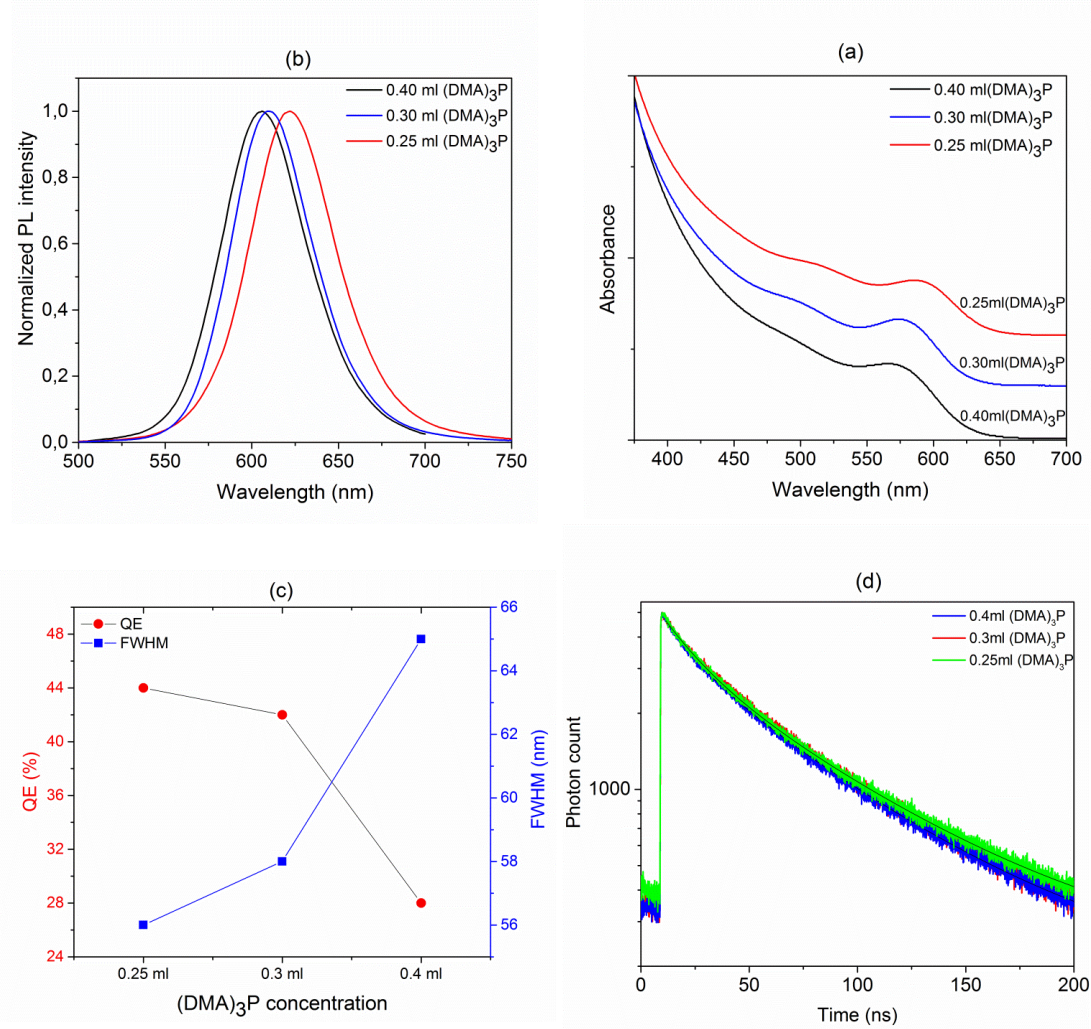 (b)
0.40 ml (DMA)3P
0.30 ml (DMA)3P
0.25 ml (DMA)3P
1,0
0,8
0,6
0,4
0,2
0,0
Normalized PL intensity
500
550
600
650
700
750
Wavelength (nm)
(a)
0.40 ml(DMA)3P
0.30 ml(DMA)3P
0.25 ml(DMA)3P
Absorbance
0.25ml(DMA)3P
0.30ml(DMA)3P
0.40ml(DMA)3P
400
450
500
550
600
650
700
Wavelength (nm)
(c)
QE
FWHM
48
44
40
36
32
28
24
QE (%)
66
64
62
60
58
56
FWHM (nm)
0.25 ml
0.3 ml
0.4 ml
(DMA)3P concentration
(d)
0.4ml (DMA)3P
0.3ml (DMA)3P
0.25ml (DMA)3P
1000
Photon count
0
50
100
150
200
Time (ns)